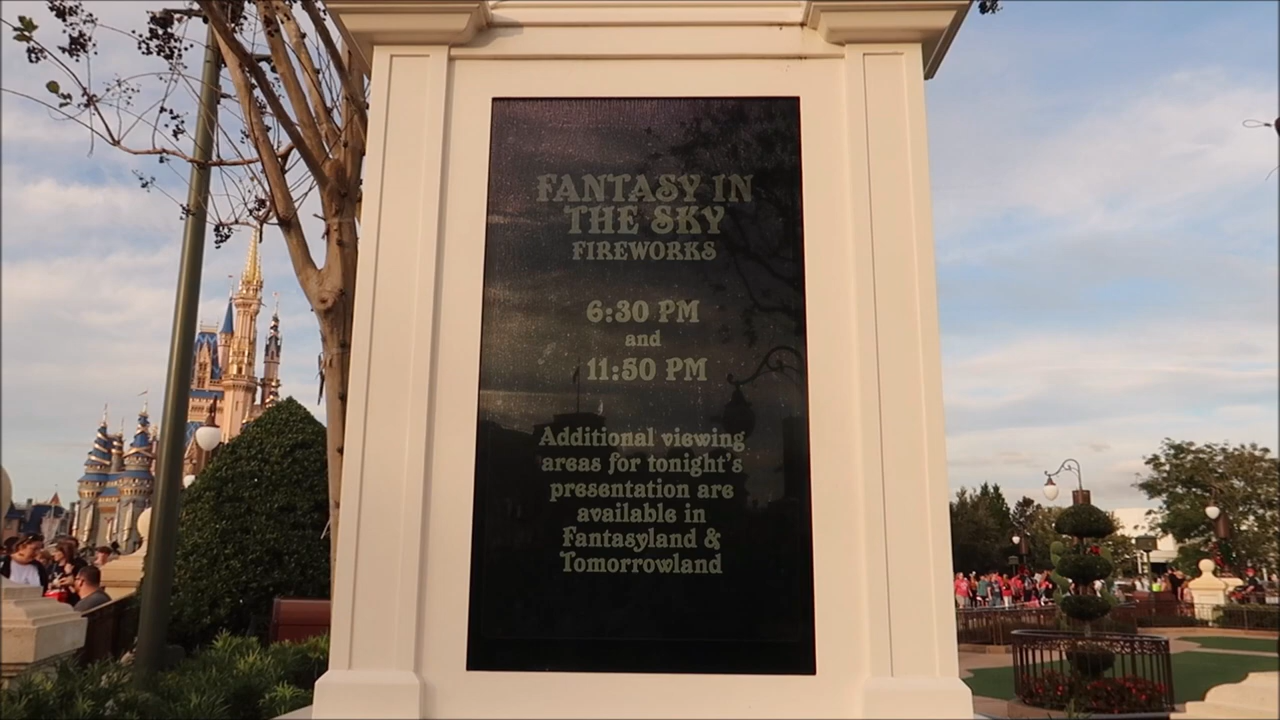 FANTASY IN
THE SKY
FIREWORKS
6:30 PM
and
11:50 PM
Additional viewing
areas for tonight's
presentation are
available in
Fantasyland &
Tomorrowland